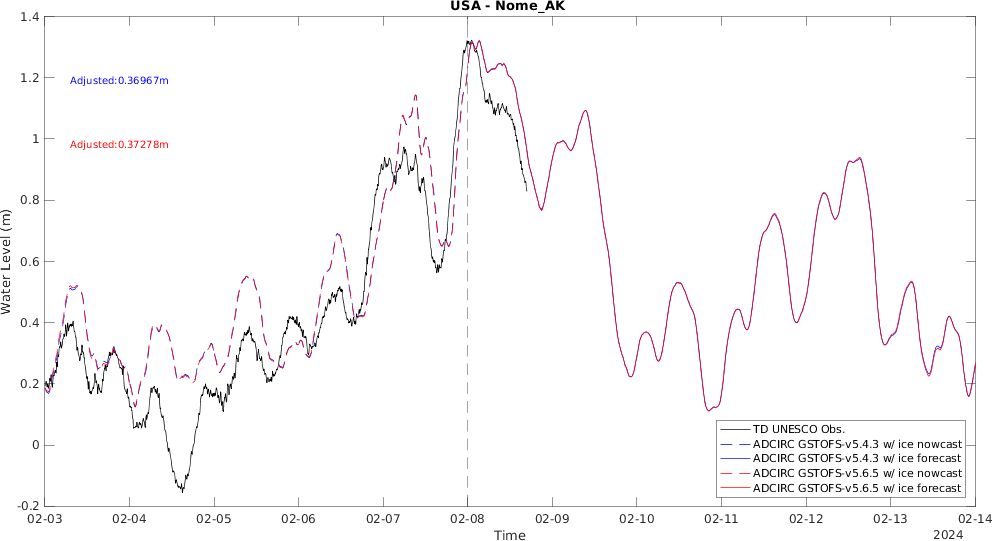 USA - Nome_AK
1.4
1.2
1
0.8
0.6
0.4
0.2
0
-0.2
Water Level (m)
Adjusted:0.36967m
Adjusted:0.37278m
TD UNESCO Obs.
ADCIRC GSTOFS-v5.4.3 w/ ice nowcast
ADCIRC GSTOFS-v5.4.3 w/ ice forecast
ADCIRC GSTOFS-v5.6.5 w/ ice nowcast
ADCIRC GSTOFS-v5.6.5 w/ ice forecast
02-03 02-04 02-05 02-06 02-07 02-08 02-09 02-10 02-11 02-12 02-13 02-14
Time
2024